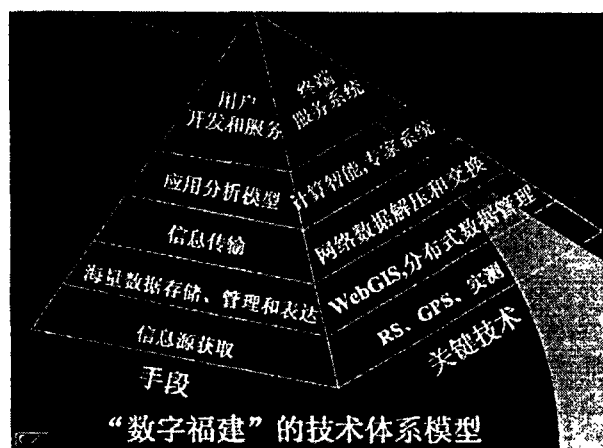 用户
开发和服务
终端
服务系统
应用分析模型
计算智能,专家系统
信息传输
网络数据解压和交换
海量数据存储、管理和表达
WebGIS,分布式数据管理
信息源获取
RS、GPS、实测
手段
关键技术
“数字福建”的技术体系模型